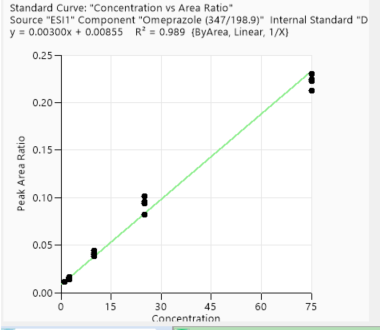 Standard Curve: "Concentration vs Area Ratio"
Source "ESI1" Component "Omeprazole (347/198.9)" Internal Standard "D
y = 0.00300x + 0.00855 R² = 0.989 {ByArea, Linear, 1/X}
0.25
0.20
0.15
0.10
0.05
0.00
Peak Area Ratio
0 15 30 45 60 75
Concentration